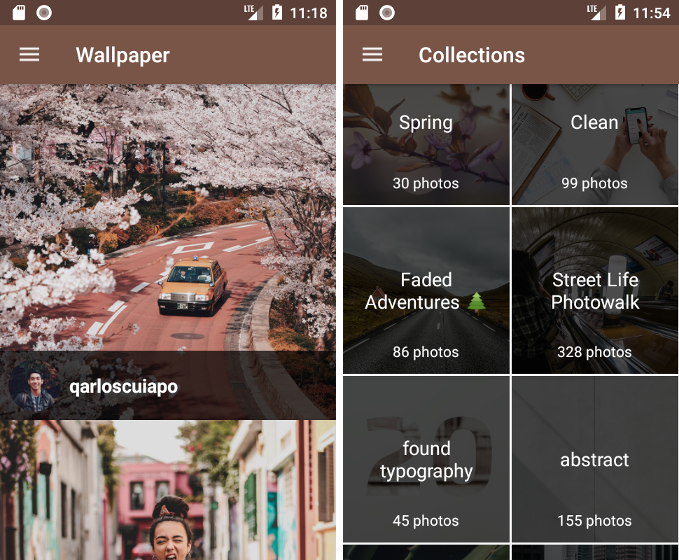 LTE 11:18
Wallpaper
qarloscuiapo
LTE 11:54
Collections
Spring
30 photos
Clean
99 photos
Faded
Adventures 🌲
86 photos
Street Life
Photowalk
328 photos
20
found
typography
45 photos
abstract
155 photos